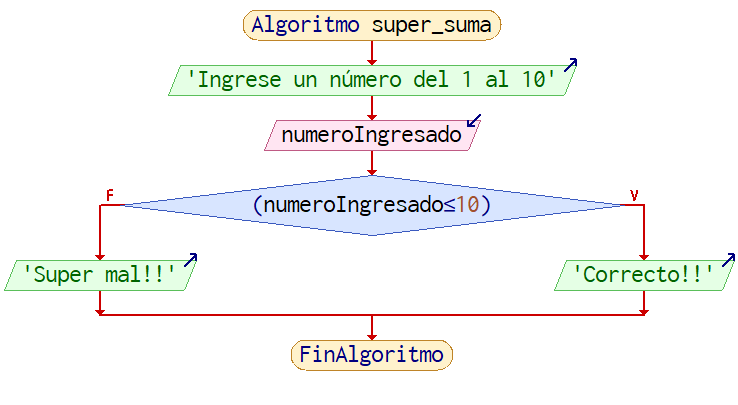 Algoritmo super_suma
'Ingrese un número del 1 al 10'
numeroIngresado
F
(numeroIngresado≤10)
V
'Super mal!!'
'Correcto!!'
FinAlgoritmo